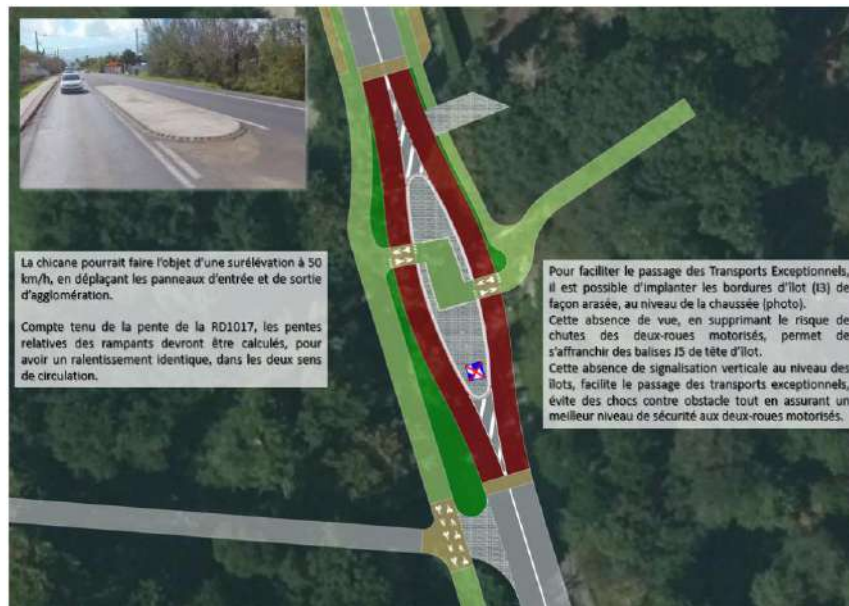 La chicane pourrait faire l'objet d'une surélévation à 50
km/h, en déplaçant les panneaux d'entrée et de sortie
d'agglomération.
Compte tenu de la pente de la RD1017, les pentes
relatives des rampants devront être calculés, pour
avoir un ralentissement identique, dans les deux sens
de circulation.
Pour faciliter le passage des Transports Exceptionnels,
il est possible d'implanter les bordures d'îlot (I3) de
façon arasée, au niveau de la chaussée (photo).
Cette absence de vue, en supprimant le risque de
chutes des deux-roues motorisés, permet de
s'affranchir des balises J5 de tête d'îlot.
Cette absence de signalisation verticale au niveau des
îlots, facilite le passage des transports exceptionnels,
évite des chocs contre obstacle tout en assurant un
meilleur niveau de sécurité aux deux-roues motorisés.